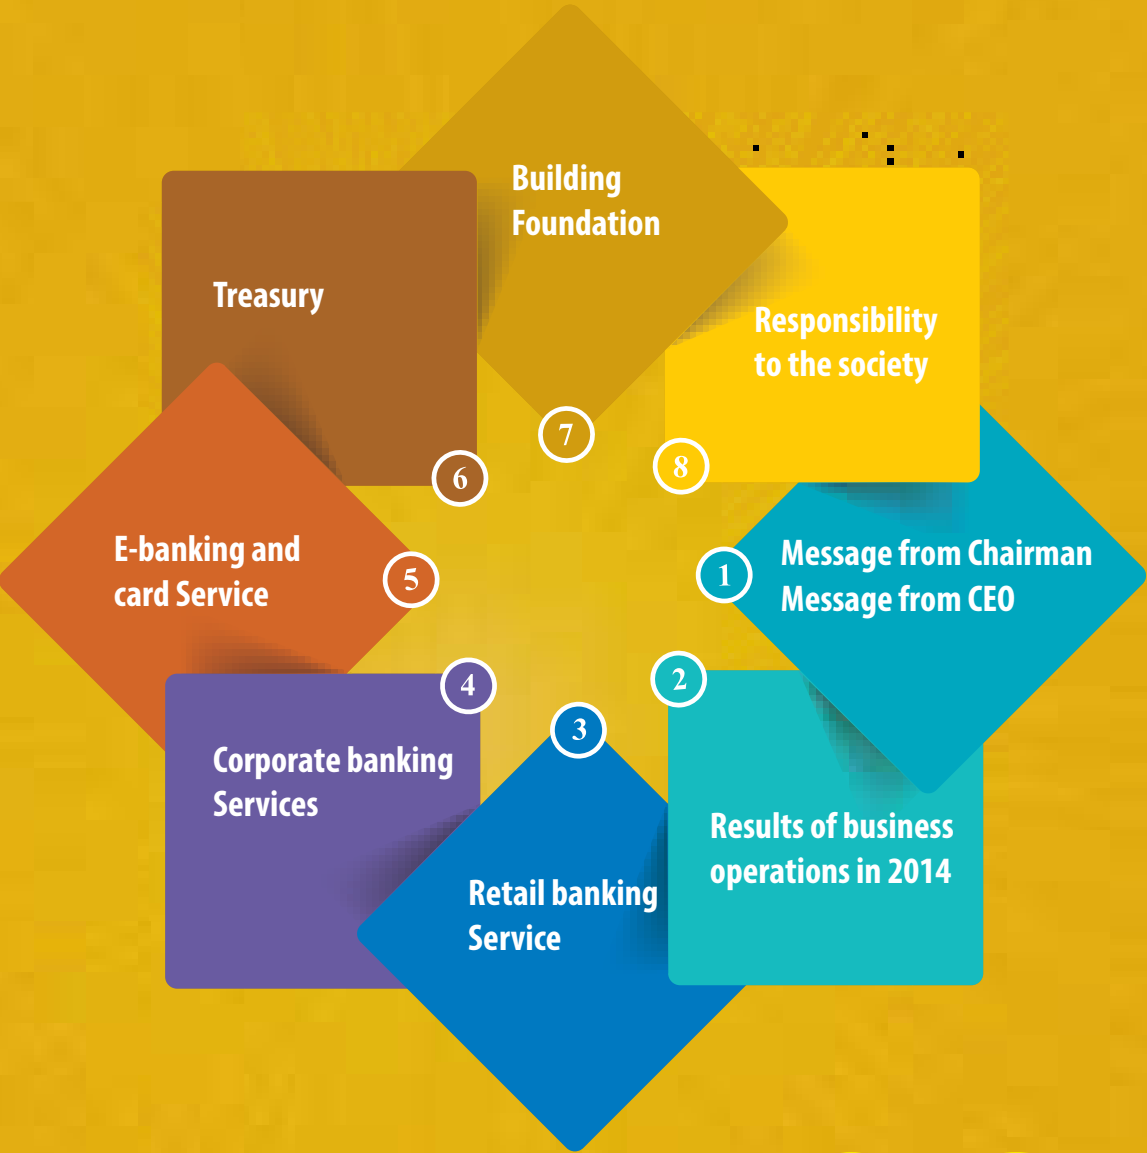 Building
Foundation
7
Treasury
6
Responsibility
to the society
8
E-banking and
card Service
5
1
Message from Chairman
Message from CEO
4
Corporate banking
Services
3
Retail banking
Service
2
Results of business
operations in 2014